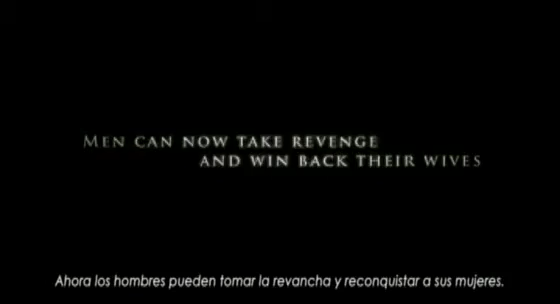 Men can now take revenge
and win back their wives
Ahora los hombres pueden tomar la revancha y reconquistar a sus mujeres.